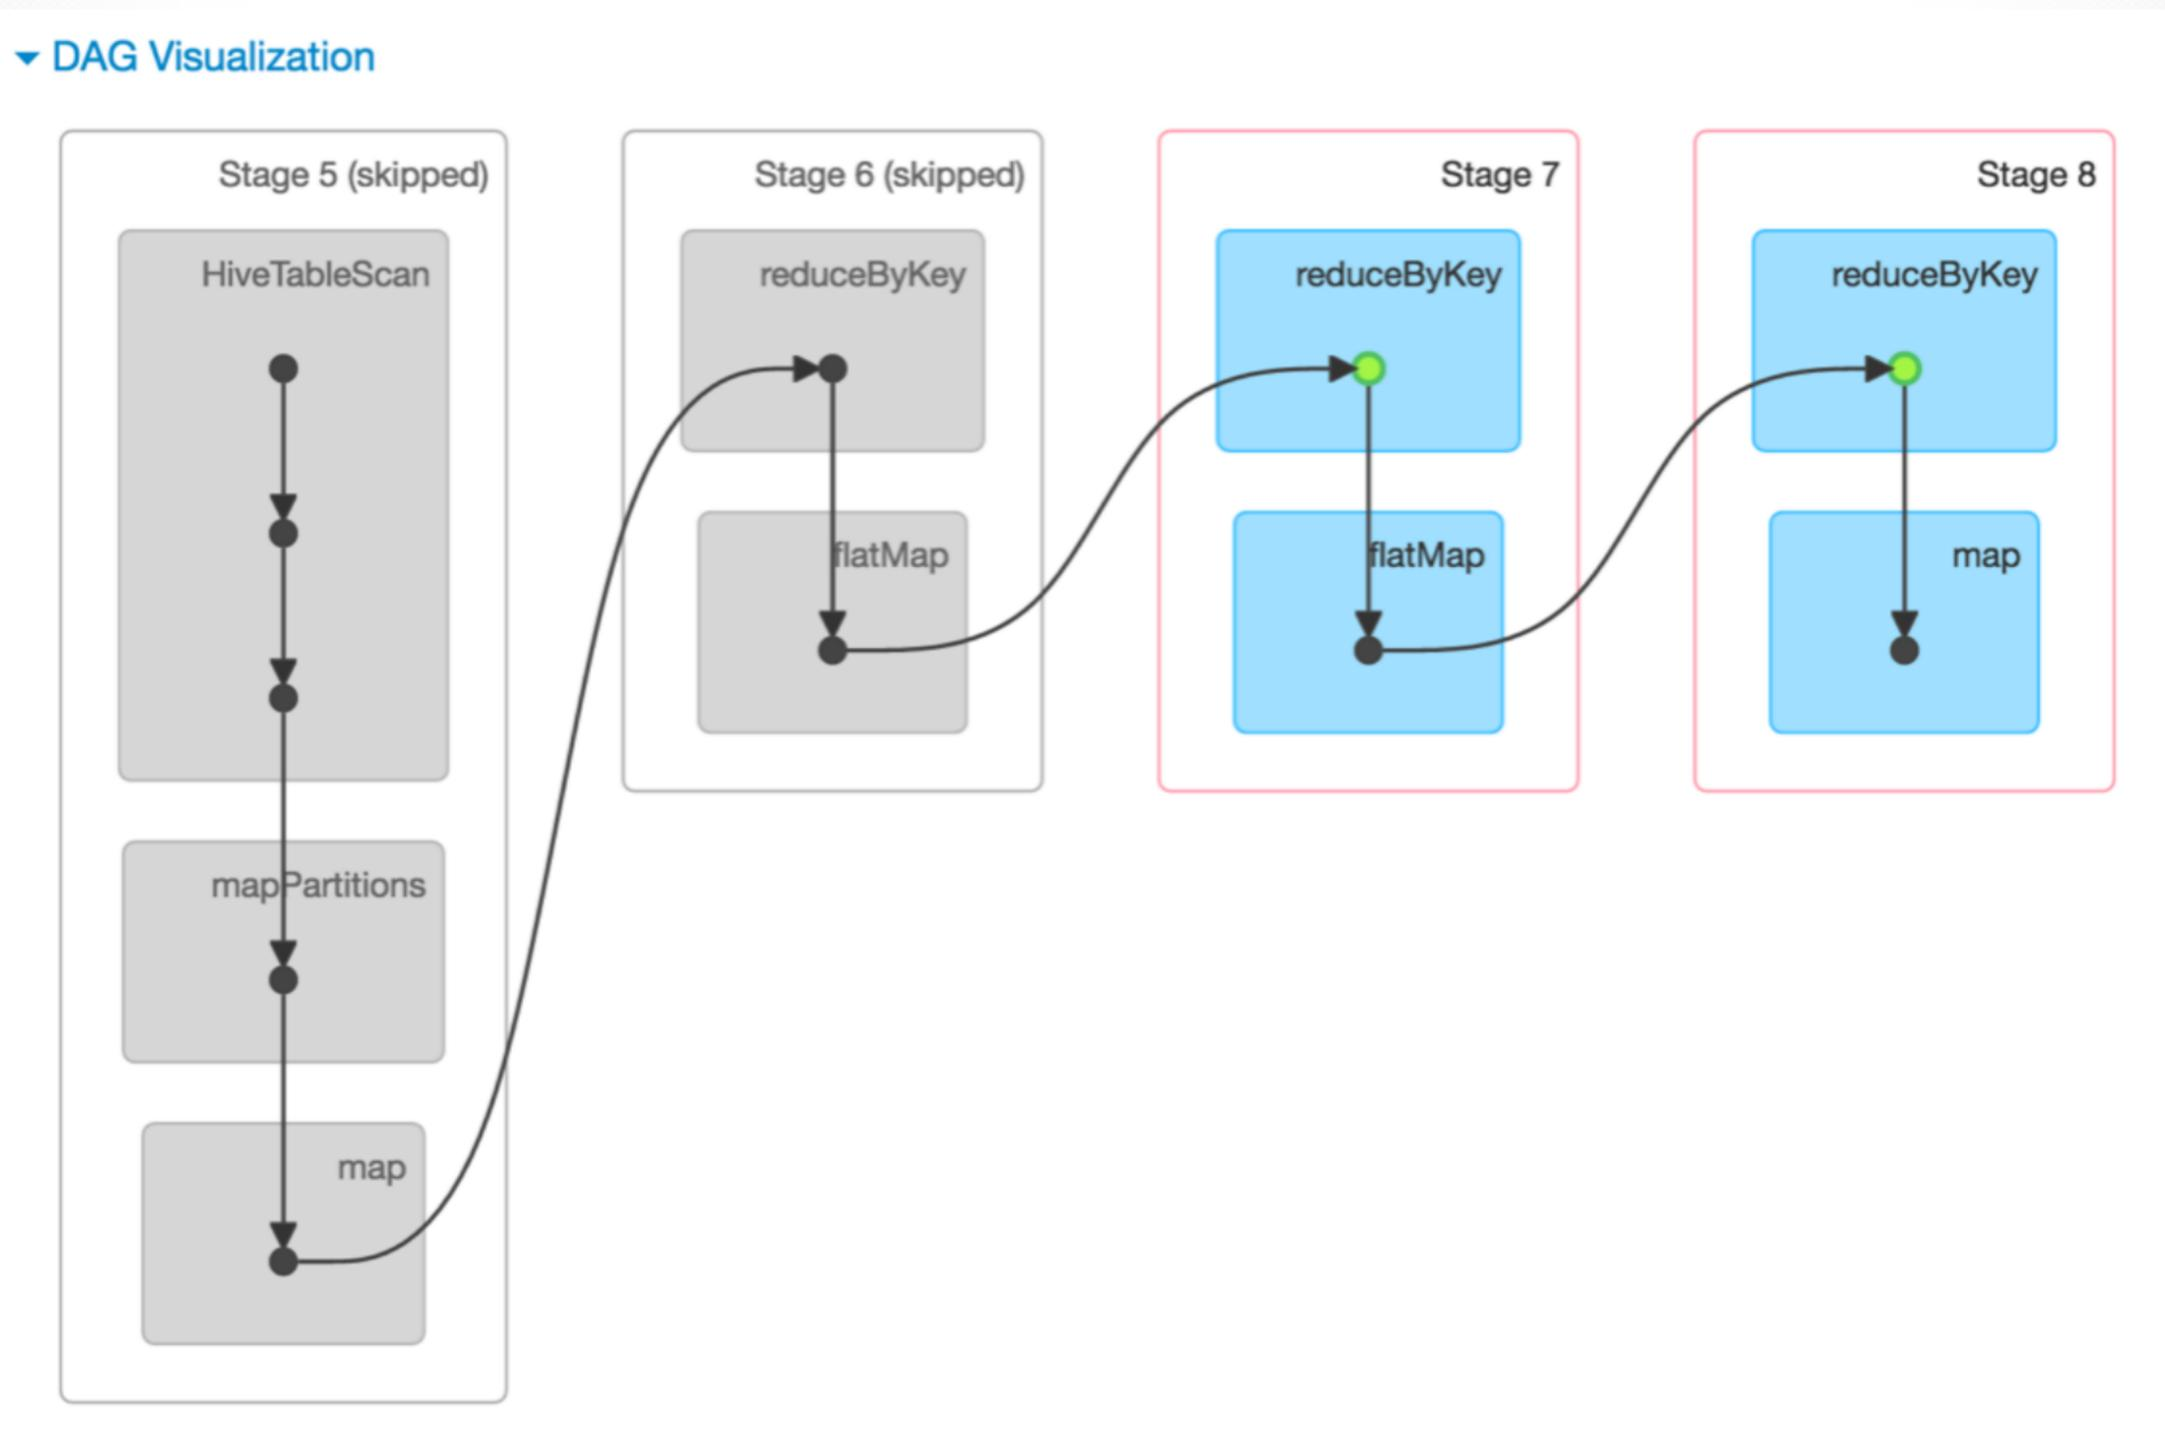 DAG Visualization
Stage 5 (skipped)
HiveTableScan
mapPartitions
map
Stage 6 (skipped)
reduceByKey
flatMap
Stage 7
reduceByKey
flatMap
Stage 8
reduceByKey
map